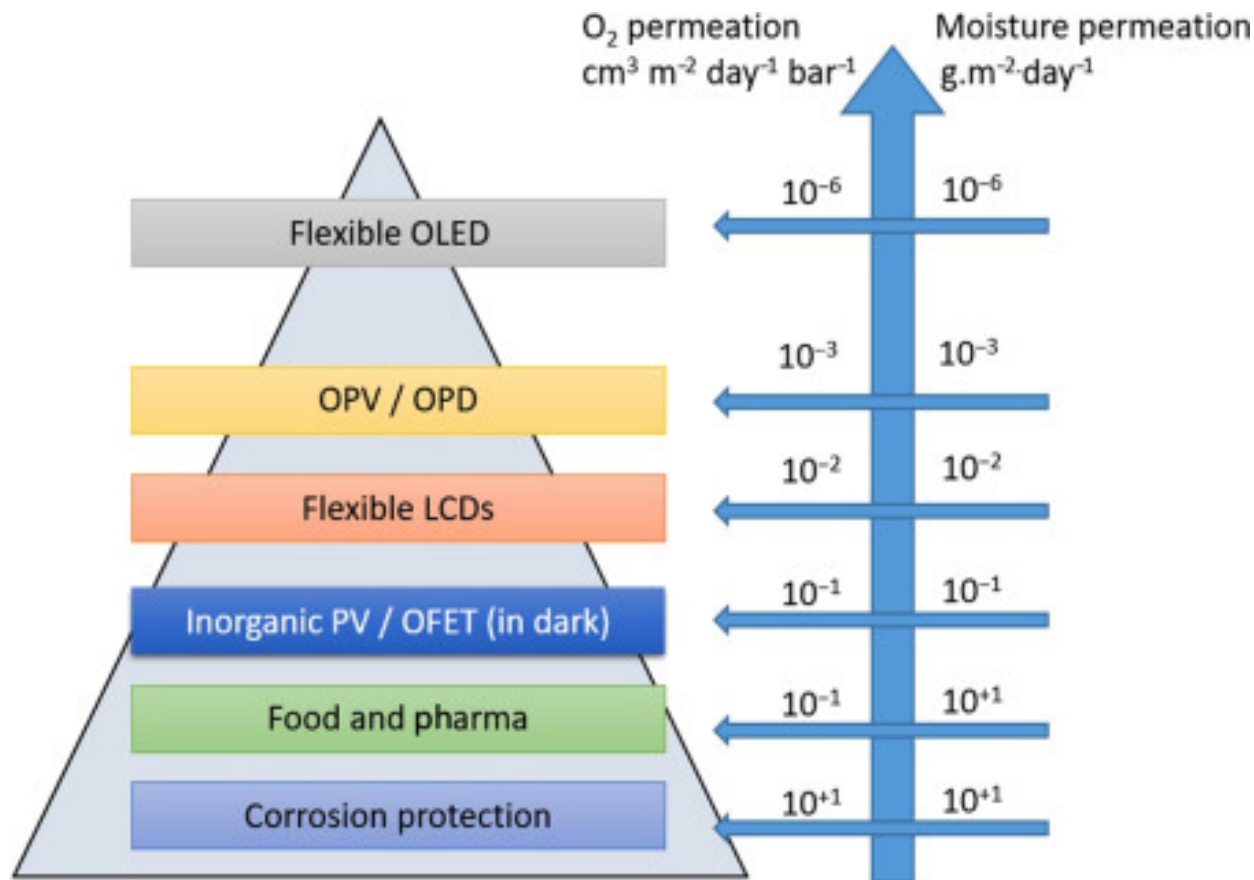 O₂ permeation
cm³ m⁻² day⁻¹ bar⁻¹
Moisture permeation
g.m⁻²·day⁻¹
Flexible OLED
10⁻⁶
10⁻⁶
OPV / OPD
10⁻³
10⁻³
Flexible LCDs
10⁻²
10⁻²
Inorganic PV / OFET (in dark)
10⁻¹
10⁻¹
Food and pharma
10⁻¹
10⁺¹
Corrosion protection
10⁺¹
10⁺¹